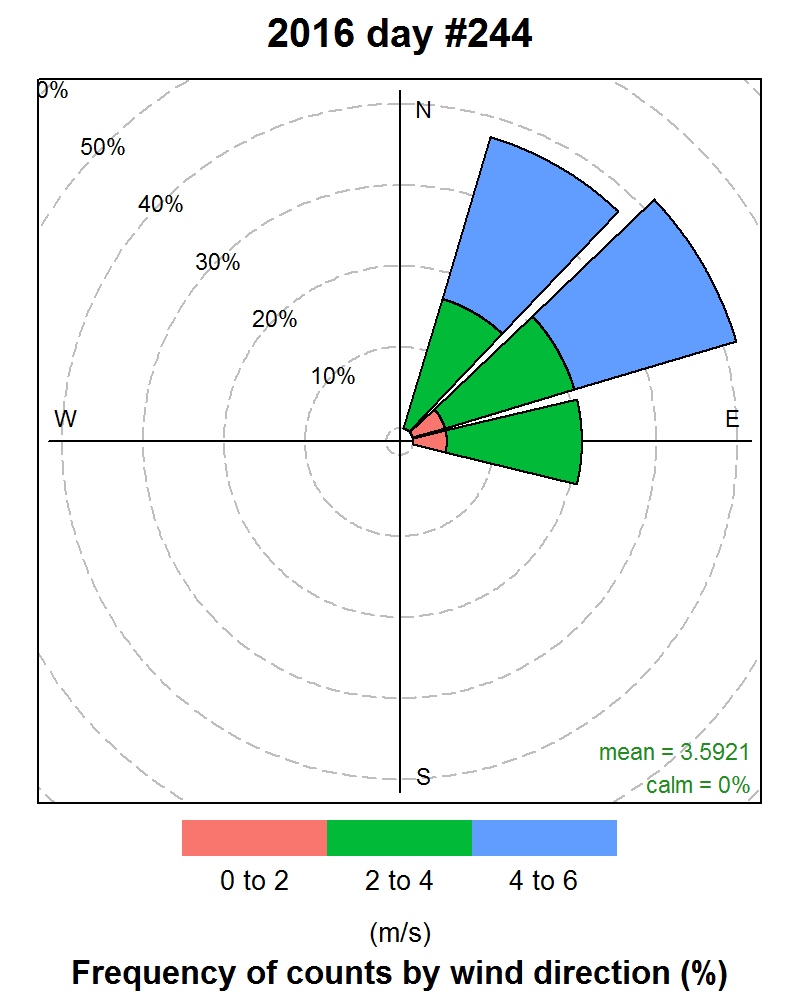 2016 day #244
0%
50%
40%
30%
20%
10%
N
W
E
S
mean = 3.5921
calm = 0%
0 to 2
2 to 4
4 to 6
(m/s)
Frequency of counts by wind direction (%)